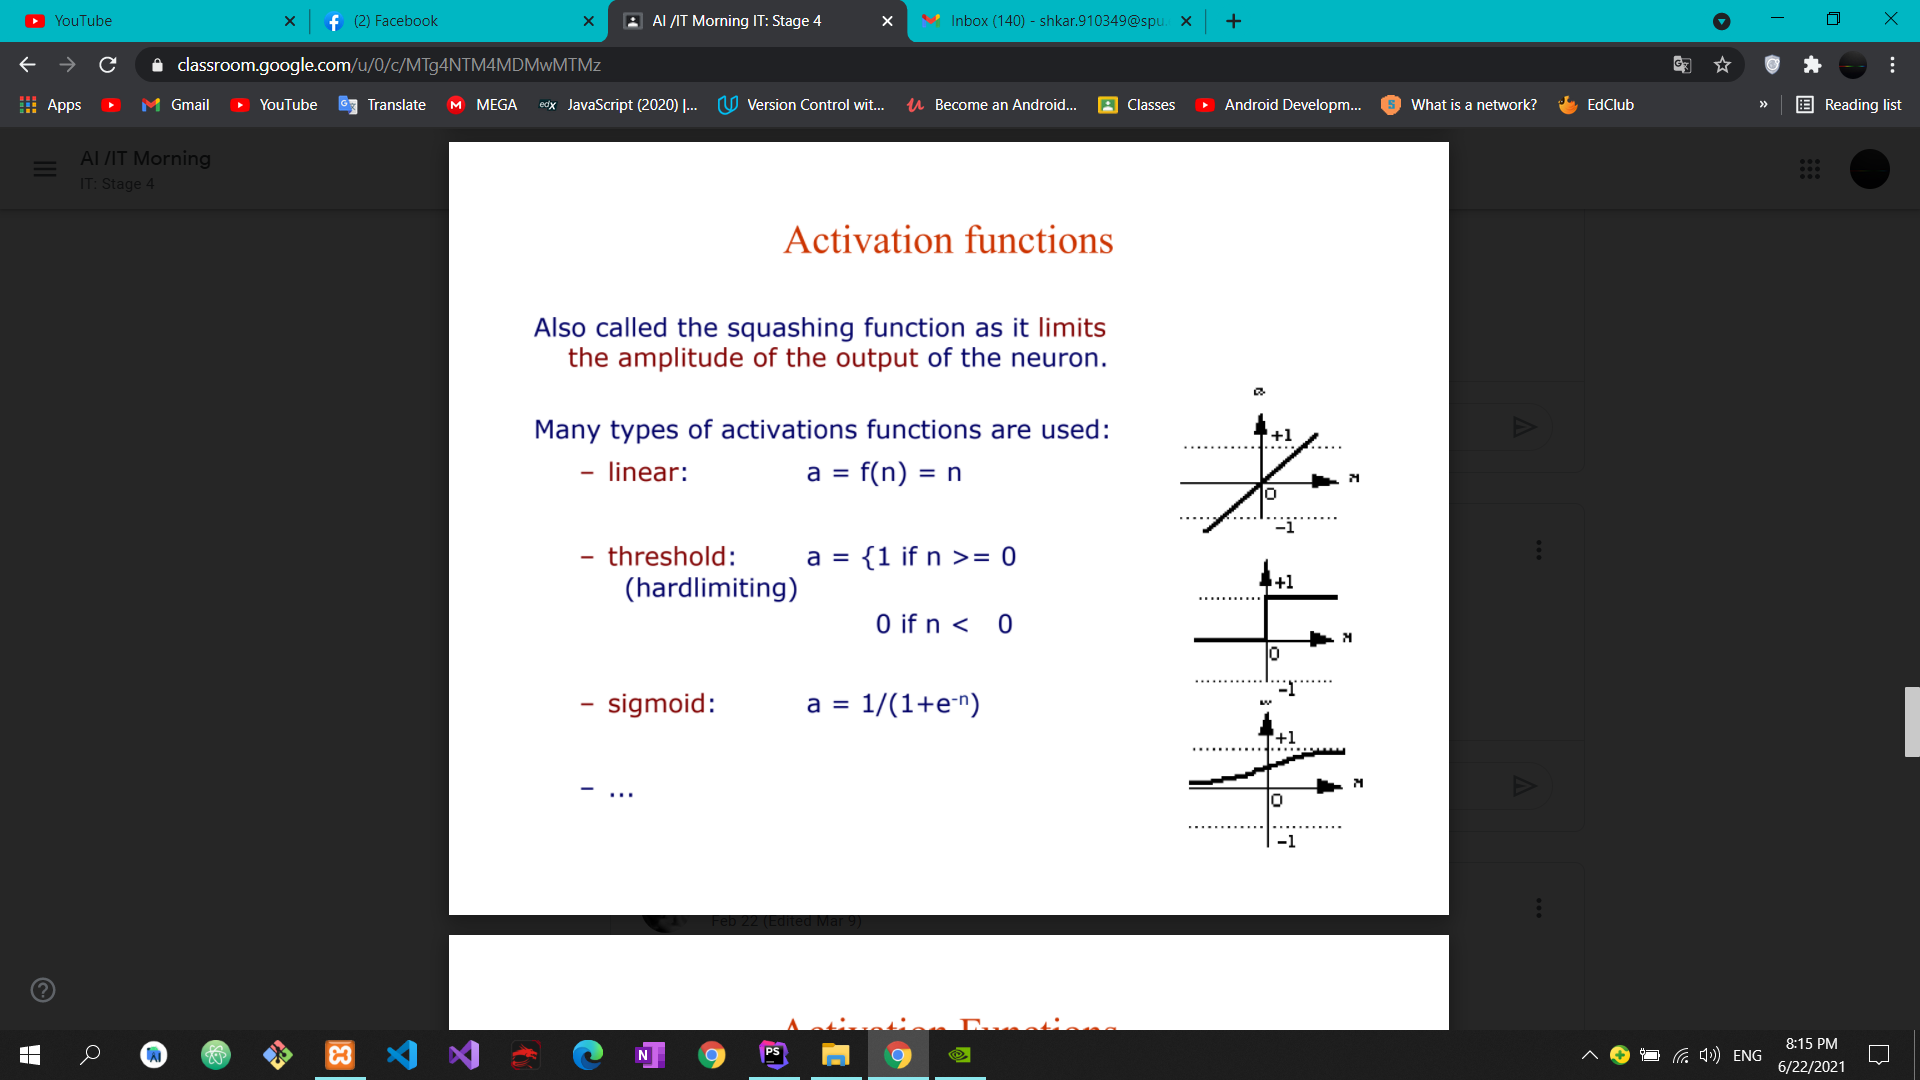 YouTube
(2) Facebook
AI /IT Morning IT: Stage 4
Inbox (140) - shkar.910349@spu.
classroom.google.com/u/0/c/MTg4NTM4MDMwMTMz
Apps
Gmail
YouTube
Translate
MEGA
edX
JavaScript (2020) |...
Version Control wit...
Become an Android...
Classes
Android Developm...
What is a network?
EdClub
»
Reading list
AI /IT Morning
IT: Stage 4
Activation functions
Also called the squashing function as it limits
the amplitude of the output of the neuron.
Many types of activations functions are used:
– linear: a = f(n) = n
– threshold: a = {1 if n >= 0
(hardlimiting)
0 if n < 0
– sigmoid: a = 1/(1+e⁻ⁿ)
– ...
+1
0
-1
+1
0
-1
+1
0
-1
Feb 22 (Edited Mar 9)
Activation Functions
ENG
8:15 PM
6/22/2021